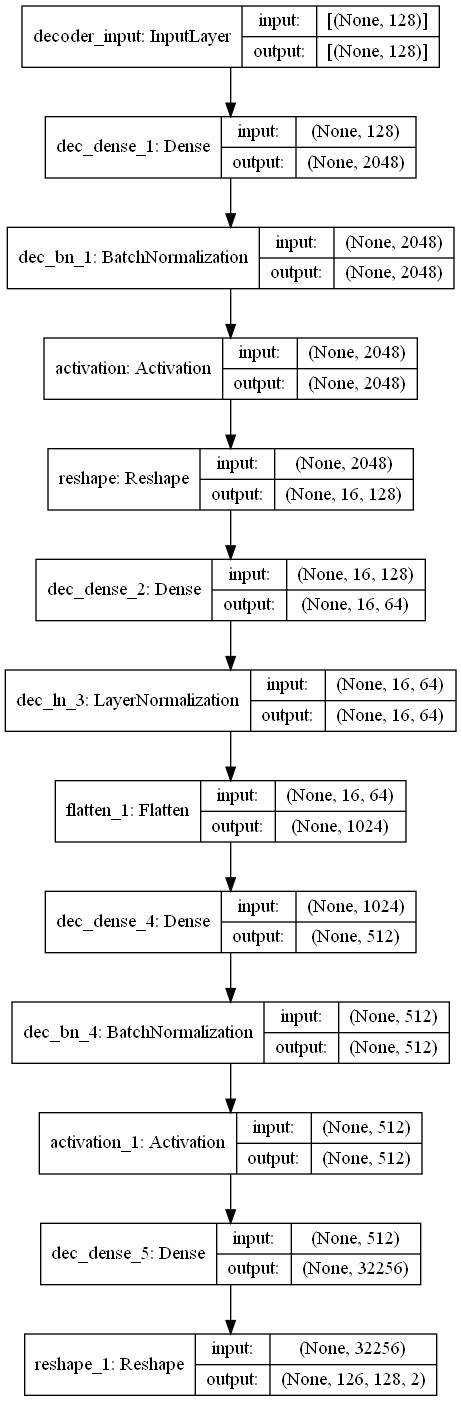 decoder_input: InputLayer
input: [(None, 128)]
output: [(None, 128)]
dec_dense_1: Dense
input: (None, 128)
output: (None, 2048)
dec_bn_1: BatchNormalization
input: (None, 2048)
output: (None, 2048)
activation: Activation
input: (None, 2048)
output: (None, 2048)
reshape: Reshape
input: (None, 2048)
output: (None, 16, 128)
dec_dense_2: Dense
input: (None, 16, 128)
output: (None, 16, 64)
dec_ln_3: LayerNormalization
input: (None, 16, 64)
output: (None, 16, 64)
flatten_1: Flatten
input: (None, 16, 64)
output: (None, 1024)
dec_dense_4: Dense
input: (None, 1024)
output: (None, 512)
dec_bn_4: BatchNormalization
input: (None, 512)
output: (None, 512)
activation_1: Activation
input: (None, 512)
output: (None, 512)
dec_dense_5: Dense
input: (None, 512)
output: (None, 32256)
reshape_1: Reshape
input: (None, 32256)
output: (None, 126, 128, 2)